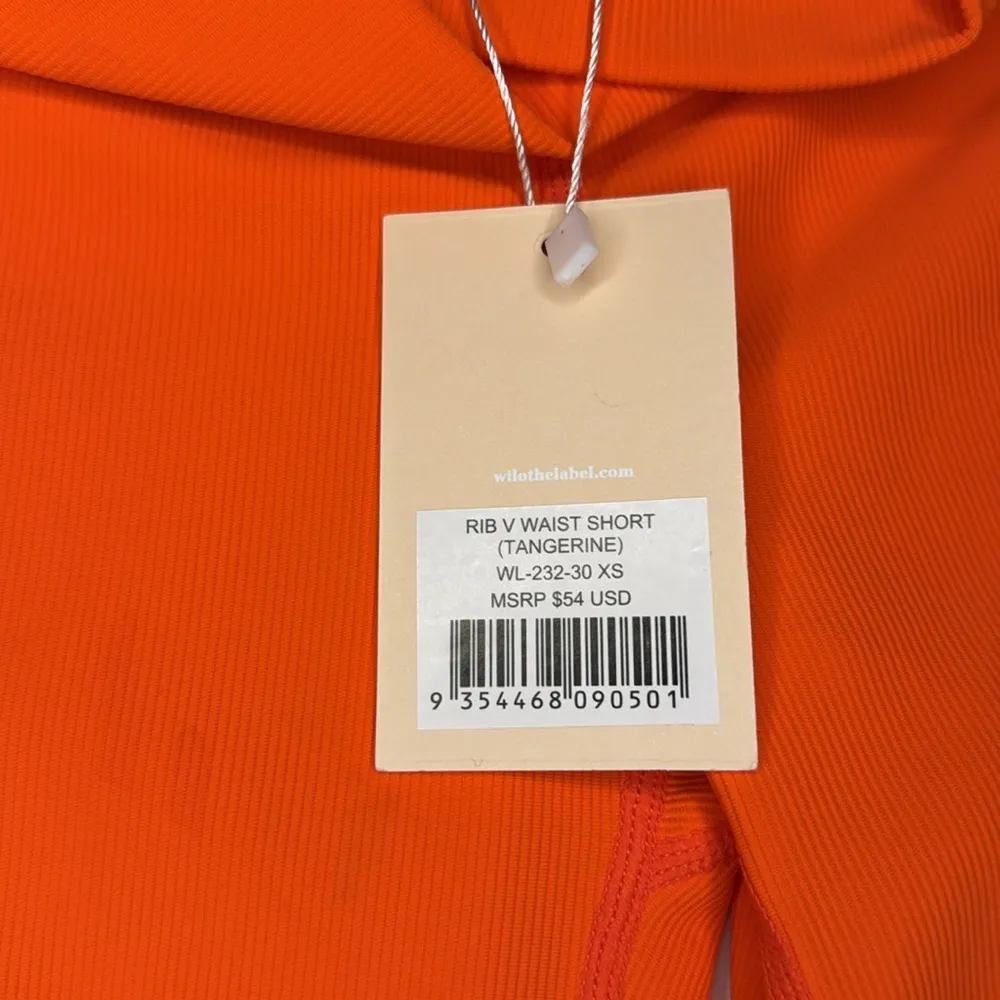 wilothelabel.com
RIB V WAIST SHORT
(TANGERINE)
WL-232-30 XS
MSRP $54 USD
9 354468 090501